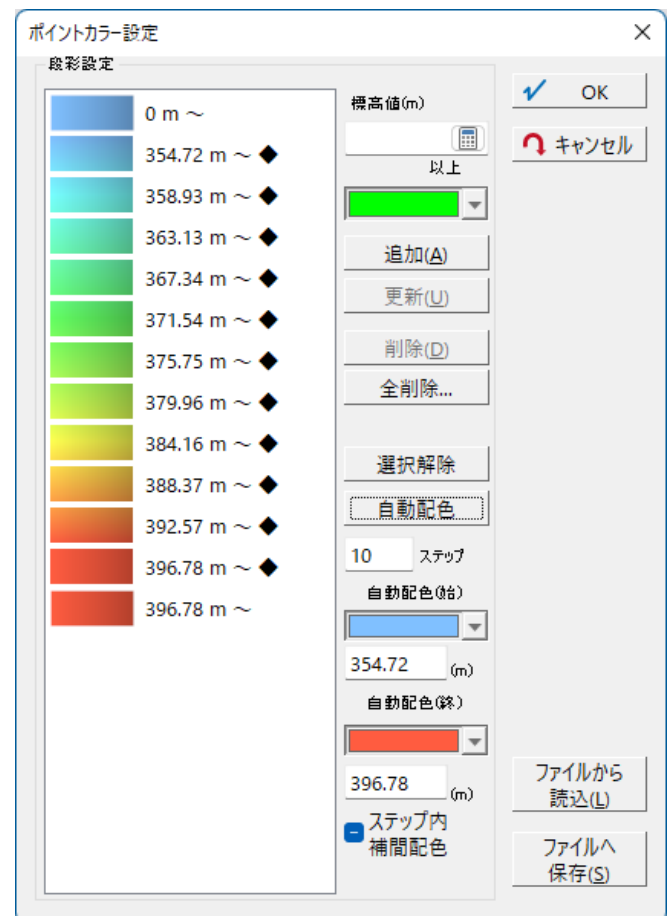 ポイントカラー設定
段彩設定
0 m ～
354.72 m ～ ◆
358.93 m ～ ◆
363.13 m ～ ◆
367.34 m ～ ◆
371.54 m ～ ◆
375.75 m ～ ◆
379.96 m ～ ◆
384.16 m ～ ◆
388.37 m ～ ◆
392.57 m ～ ◆
396.78 m ～ ◆
396.78 m ～
標高値(m)
以上
追加(A)
更新(U)
削除(D)
全削除...
選択解除
自動配色
10 ステップ
自動配色(始)
354.72 (m)
自動配色(終)
396.78 (m)
ステップ内
補間配色
OK
キャンセル
ファイルから
読込(L)
ファイルへ
保存(S)